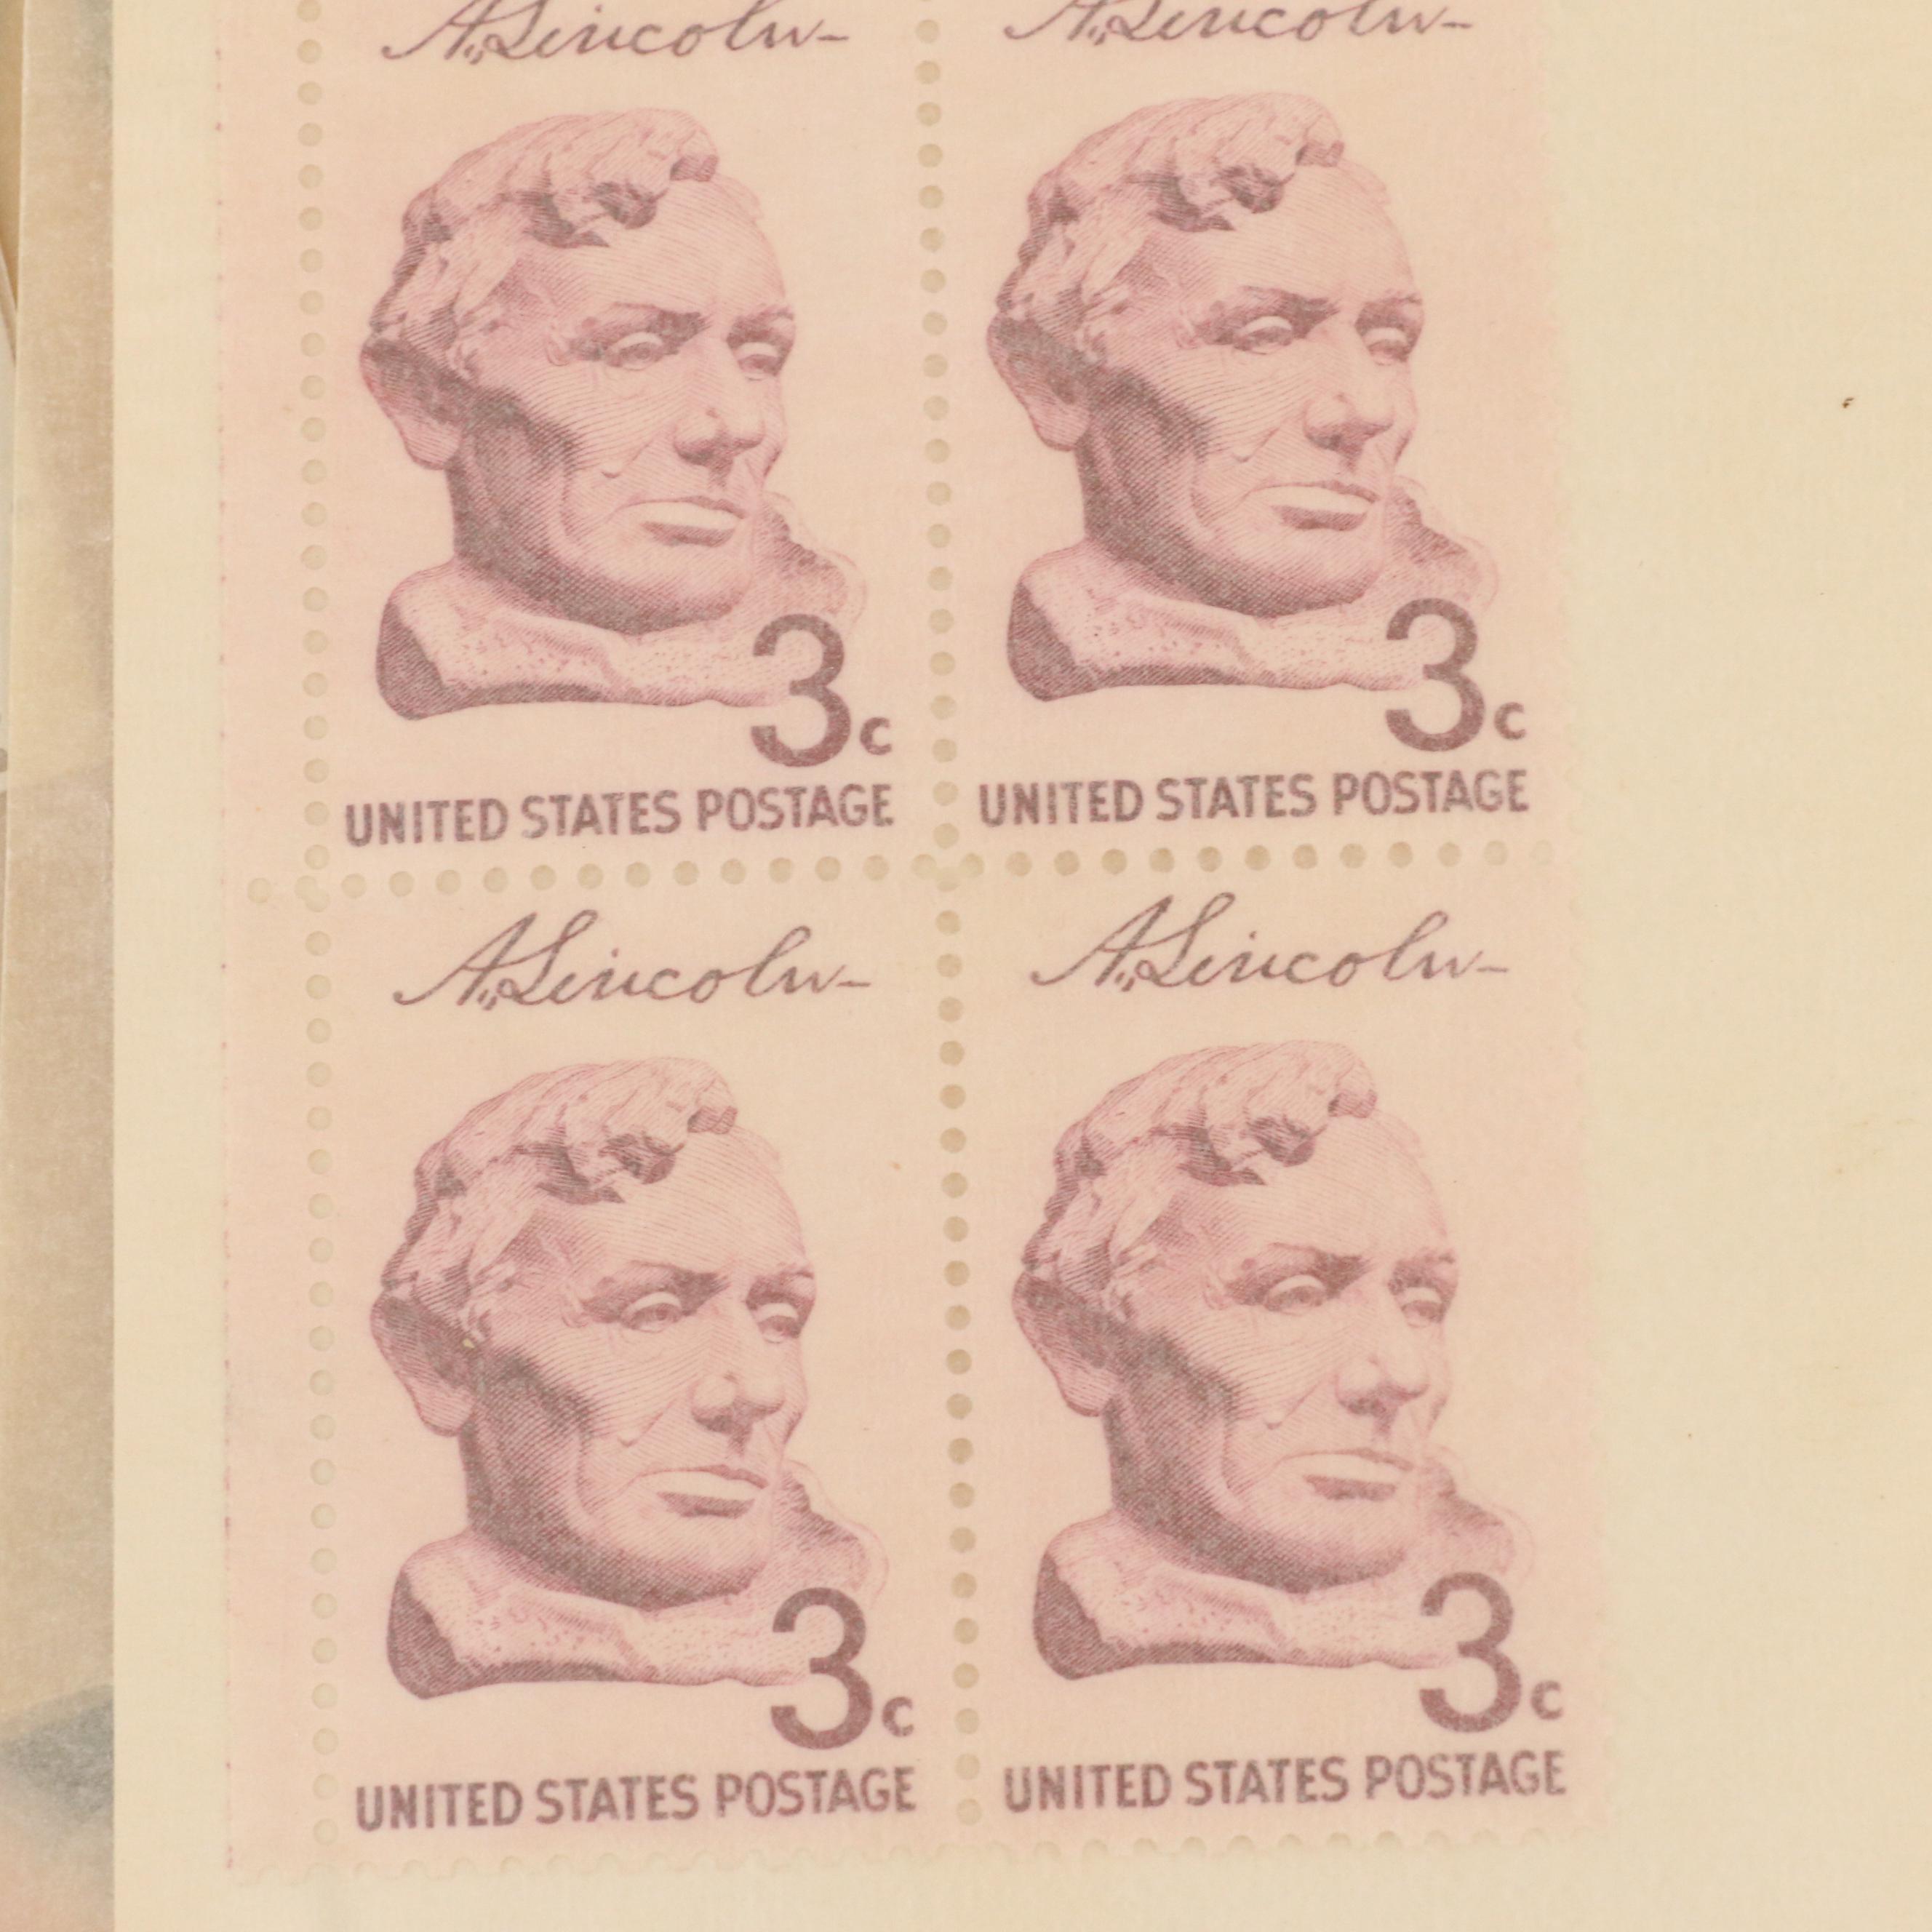 A. Lincoln- A. Lincoln-
3c 3c
UNITED STATES POSTAGE UNITED STATES POSTAGE
A. Lincoln- A. Lincoln-
3c 3c
UNITED STATES POSTAGE UNITED STATES POSTAGE